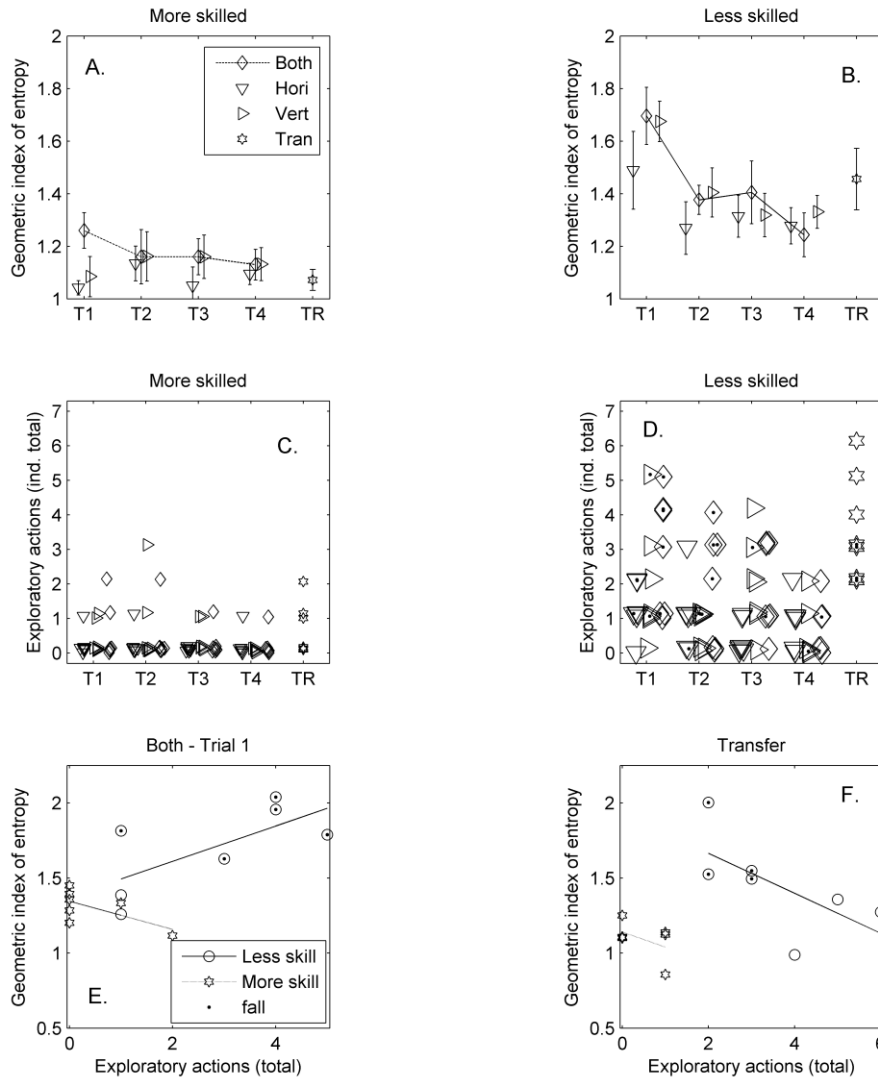 More skilled
Less skilled
Geometric index of entropy
2
1.8
1.6
1.4
1.2
1
A.
Both
Hori
Vert
Tran
T1 T2 T3 T4 TR
Geometric index of entropy
2
1.8
1.6
1.4
1.2
1
B.
T1 T2 T3 T4 TR
More skilled
Less skilled
Exploratory actions (ind. total)
7
6
5
4
3
2
1
0
C.
T1 T2 T3 T4 TR
Exploratory actions (ind. total)
7
6
5
4
3
2
1
0
D.
T1 T2 T3 T4 TR
Both - Trial 1
Transfer
Geometric index of entropy
2
1.5
1
0.5
E.
Less skill
More skill
fall
0 2 4
Exploratory actions (total)
Geometric index of entropy
2
1.5
1
0.5
F.
0 2 4 6
Exploratory actions (total)